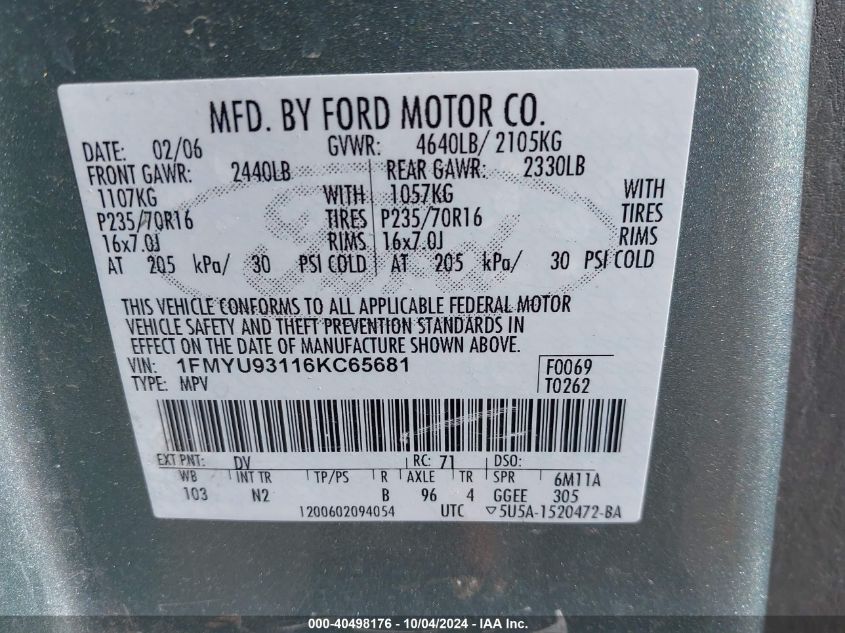 MFD. BY FORD MOTOR CO.
DATE: 02/06 GVWR: 4640LB/ 2105KG
FRONT GAWR: 2440LB REAR GAWR: 2330LB
1107KG WITH 1057KG WITH
P235/70R16 TIRES P235/70R16 TIRES
16x7.0J RIMS 16x7.0J RIMS
AT 205 kPa/ 30 PSI COLD AT 205 kPa/ 30 PSI COLD
Ford
THIS VEHICLE CONFORMS TO ALL APPLICABLE FEDERAL MOTOR
VEHICLE SAFETY AND THEFT PREVENTION STANDARDS IN
EFFECT ON THE DATE OF MANUFACTURE SHOWN ABOVE.
VIN: 1FMYU93116KC65681 F0069
TYPE: MPV T0262
EXT PNT: DV RC: 71 DSO:
WB INT TR TP/PS R AXLE TR SPR 6M11A
103 N2 B 96 4 GGEE 305
1200602094054 UTC ▽5U5A-1520472-BA
000-40498176 - 10/04/2024 - IAA Inc.